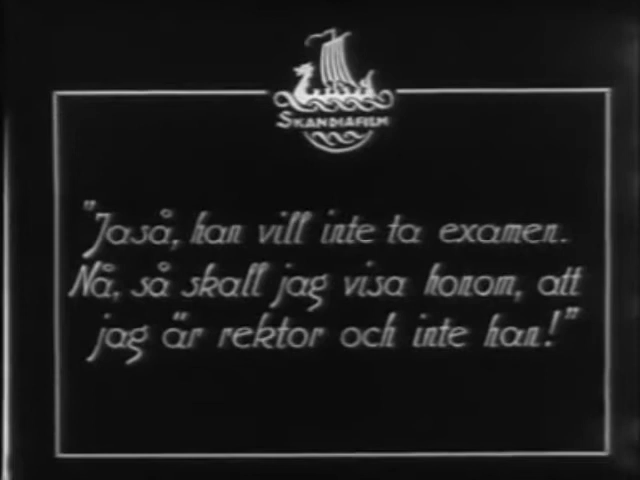 SKANDIAFILM
"Jaså, han vill inte ta examen.
Nå, så skall jag visa honom, att
jag är rektor och inte han!"